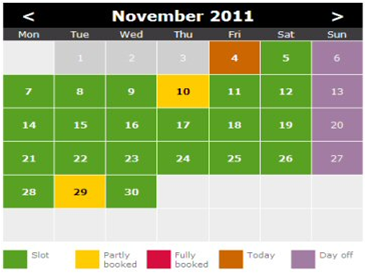 < November 2011 >
Mon Tue Wed Thu Fri Sat Sun
1 2 3 4 5 6
7 8 9 10 11 12 13
14 15 16 17 18 19 20
21 22 23 24 25 26 27
28 29 30
Slot Partly Fully Today Day off
booked booked